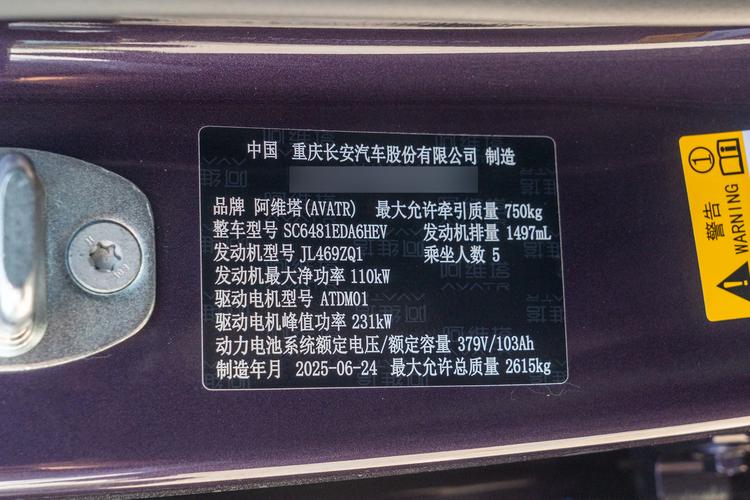 中国 重庆长安汽车股份有限公司 制造
品牌 阿维塔(AVATR) 最大允许牵引质量 750kg
整车型号 SC6481EDA6HEV 发动机排量 1497mL
发动机型号 JL469ZQ1 乘坐人数 5
发动机最大净功率 110kW
驱动电机型号 ATDM01
驱动电机峰值功率 231kW
动力电池系统额定电压/额定容量 379V/103Ah
制造年月 2025-06-24 最大允许总质量 2615kg
警告
WARNING